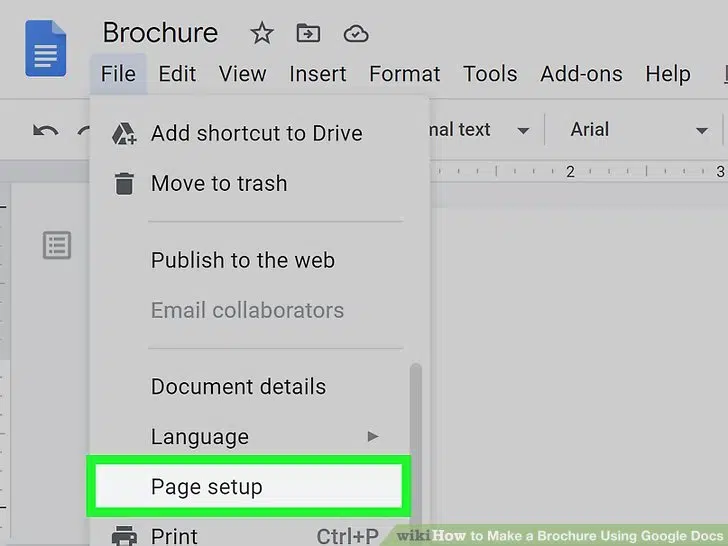 Brochure
File Edit View Insert Format Tools Add-ons Help
Add shortcut to Drive
mal text Arial
2 3
Move to trash
Publish to the web
Email collaborators
Document details
Language
Page setup
Print Ctrl+P
wikiHow to Make a Brochure Using Google Docs